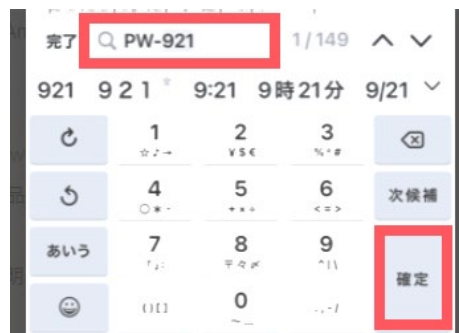 完了 PW-921 1/149
921 921 9:21 9時21分 9/21
1 2 3
☆♪→ ¥$€ %°#
4 5 6 次候補
○*・ +×÷ <=>
あいう 7 8 9
「」: 〒々〆 ^|\
確定
()[] 0 .,-/
~_